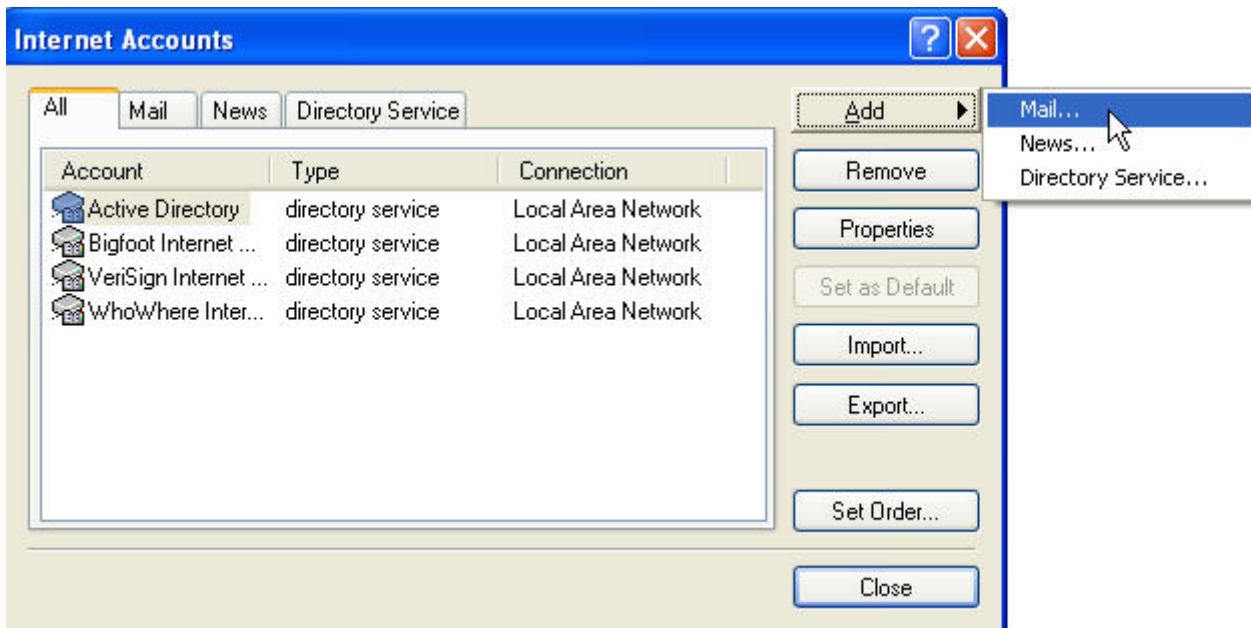 Internet Accounts
All Mail News Directory Service
Add
Mail...
News...
Directory Service...
Account Type Connection
Active Directory directory service Local Area Network
Bigfoot Internet ... directory service Local Area Network
VeriSign Internet ... directory service Local Area Network
WhoWhere Inter... directory service Local Area Network
Remove
Properties
Set as Default
Import...
Export...
Set Order...
Close